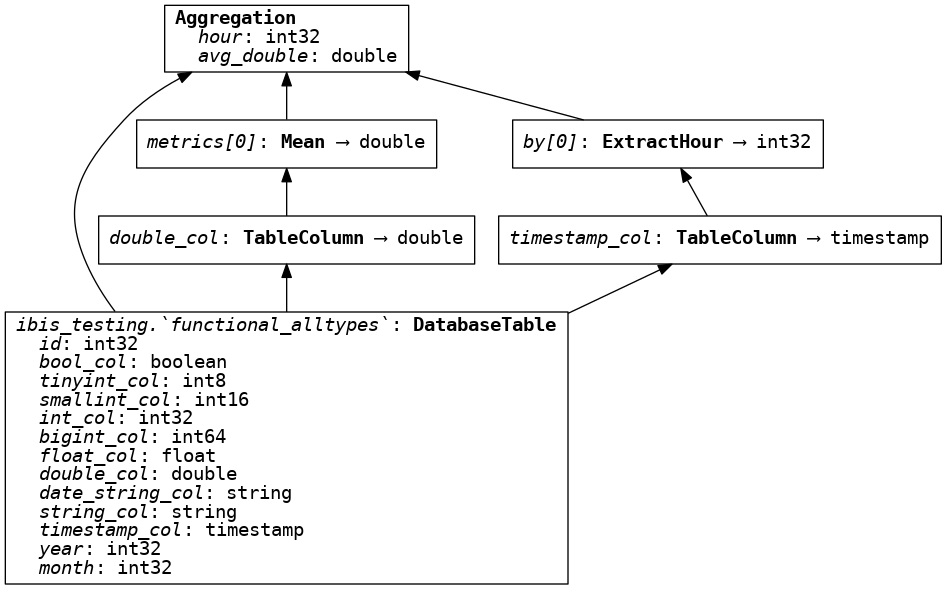 Aggregation
hour: int32
avg_double: double
metrics[0]: Mean → double
by[0]: ExtractHour → int32
double_col: TableColumn → double
timestamp_col: TableColumn → timestamp
ibis_testing.`functional_alltypes`: DatabaseTable
id: int32
bool_col: boolean
tinyint_col: int8
smallint_col: int16
int_col: int32
bigint_col: int64
float_col: float
double_col: double
date_string_col: string
string_col: string
timestamp_col: timestamp
year: int32
month: int32